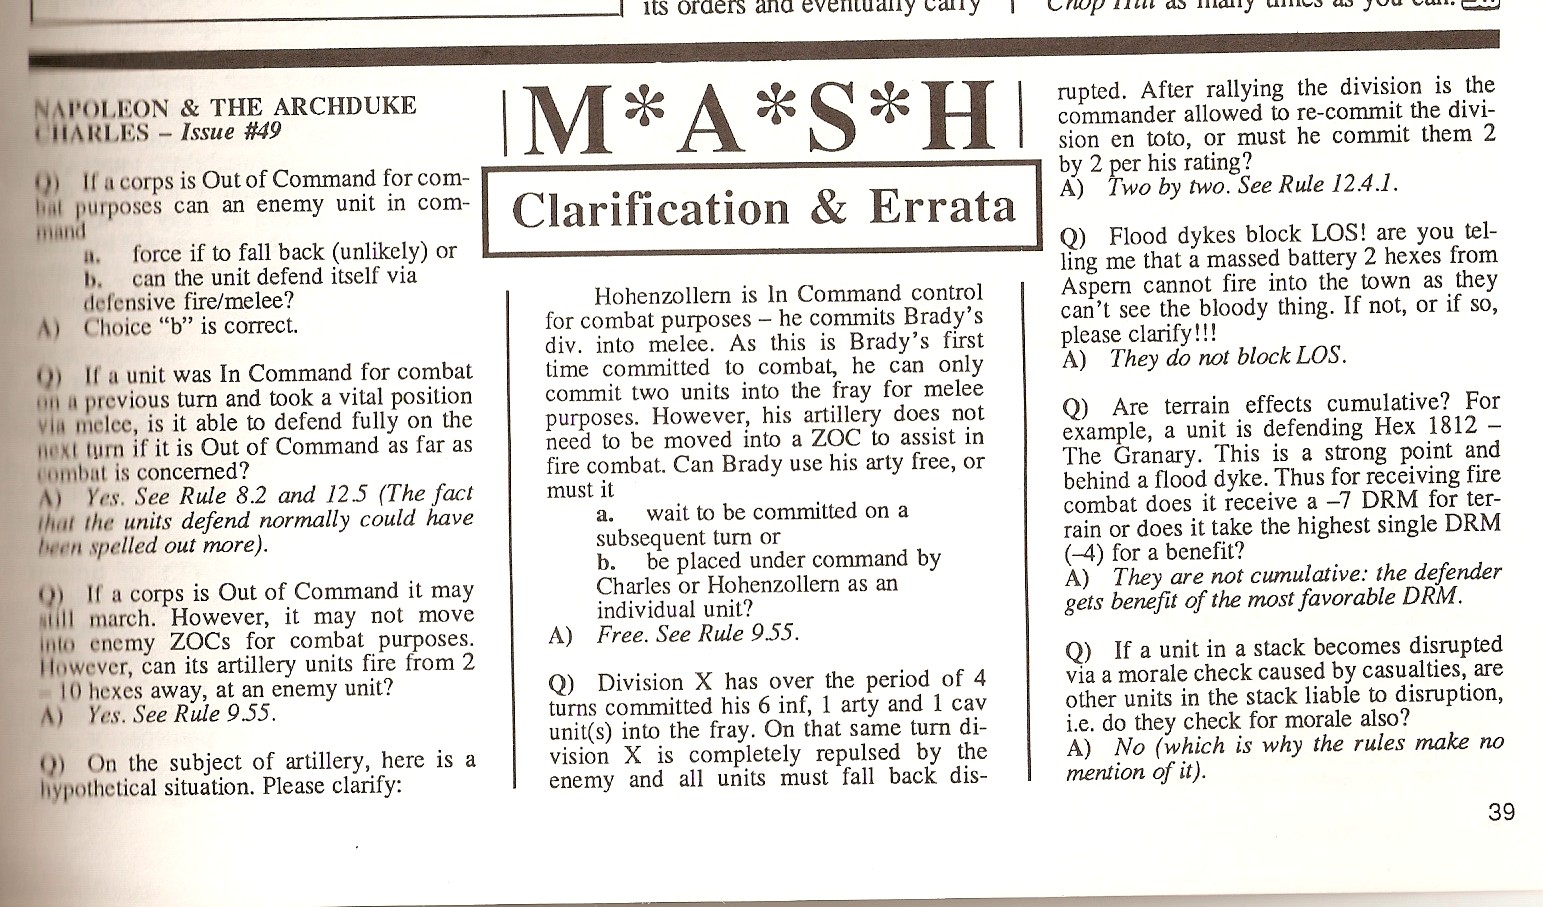 its orders and eventually carry
Chop Hill as many times as you can.
NAPOLEON & THE ARCHDUKE
CHARLES – Issue #49
Q) If a corps is Out of Command for com-
bat purposes can an enemy unit in com-
mand
a. force if to fall back (unlikely) or
b. can the unit defend itself via
defensive fire/melee?
A) Choice “b” is correct.
Q) If a unit was In Command for combat
on a previous turn and took a vital position
via melee, is it able to defend fully on the
next turn if it is Out of Command as far as
combat is concerned?
A) Yes. See Rule 8.2 and 12.5 (The fact
that the units defend normally could have
been spelled out more).
Q) If a corps is Out of Command it may
still march. However, it may not move
into enemy ZOCs for combat purposes.
However, can its artillery units fire from 2
– 10 hexes away, at an enemy unit?
A) Yes. See Rule 9.55.
Q) On the subject of artillery, here is a
hypothetical situation. Please clarify:
M*A*S*H
Clarification & Errata
Hohenzollern is In Command control
for combat purposes – he commits Brady’s
div. into melee. As this is Brady’s first
time committed to combat, he can only
commit two units into the fray for melee
purposes. However, his artillery does not
need to be moved into a ZOC to assist in
fire combat. Can Brady use his arty free, or
must it
a. wait to be committed on a
subsequent turn or
b. be placed under command by
Charles or Hohenzollern as an
individual unit?
A) Free. See Rule 9.55.
Q) Division X has over the period of 4
turns committed his 6 inf, 1 arty and 1 cav
unit(s) into the fray. On that same turn di-
vision X is completely repulsed by the
enemy and all units must fall back dis-
rupted. After rallying the division is the
commander allowed to re-commit the divi-
sion en toto, or must he commit them 2
by 2 per his rating?
A) Two by two. See Rule 12.4.1.
Q) Flood dykes block LOS! are you tel-
ling me that a massed battery 2 hexes from
Aspern cannot fire into the town as they
can’t see the bloody thing. If not, or if so,
please clarify!!!
A) They do not block LOS.
Q) Are terrain effects cumulative? For
example, a unit is defending Hex 1812 –
The Granary. This is a strong point and
behind a flood dyke. Thus for receiving fire
combat does it receive a –7 DRM for ter-
rain or does it take the highest single DRM
(–4) for a benefit?
A) They are not cumulative: the defender
gets benefit of the most favorable DRM.
Q) If a unit in a stack becomes disrupted
via a morale check caused by casualties, are
other units in the stack liable to disruption,
i.e. do they check for morale also?
A) No (which is why the rules make no
mention of it).
39